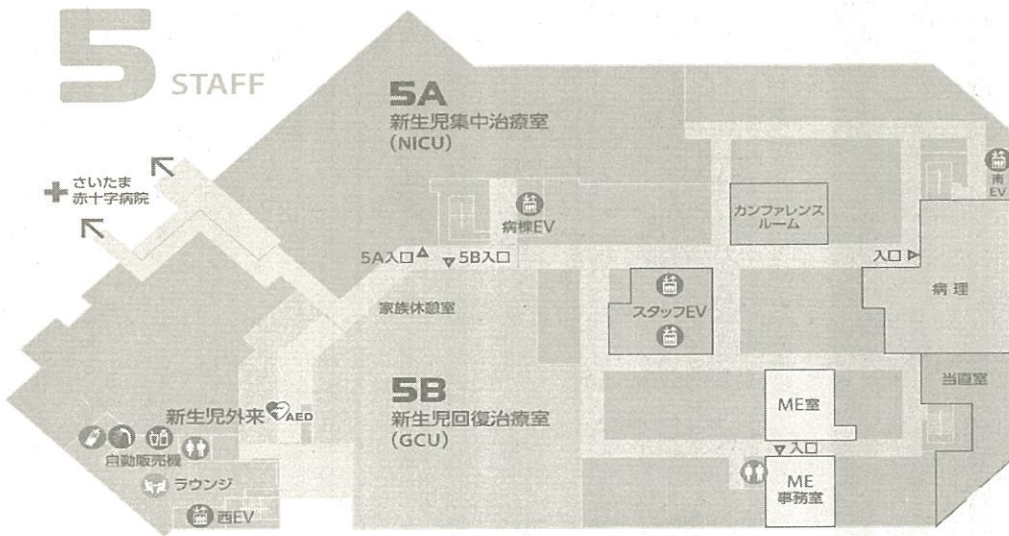 5 STAFF
5A
新生児集中治療室
(NICU)
さいたま
赤十字病院
南
EV
カンファレンス
ルーム
病棟EV
5A入口
5B入口
入口
病理
家族休憩室
スタッフEV
5B
新生児回復治療室
(GCU)
当直室
ME室
新生児外来
AED
自動販売機
入口
ラウンジ
ME
事務室
西EV